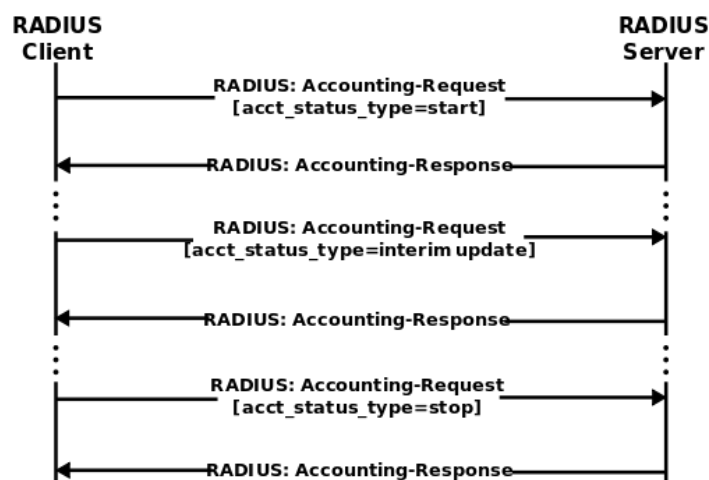 RADIUS
Client
RADIUS
Server
RADIUS: Accounting-Request
[acct_status_type=start]
RADIUS: Accounting-Response
RADIUS: Accounting-Request
[acct_status_type=interim update]
RADIUS: Accounting-Response
RADIUS: Accounting-Request
[acct_status_type=stop]
RADIUS: Accounting-Response